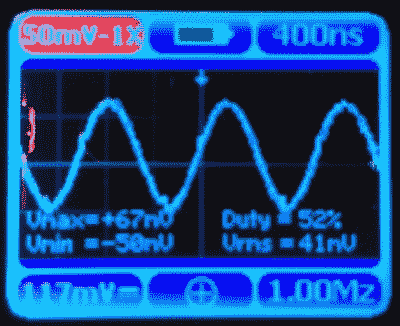 50mV-1X 400ns
Vmax=+67mV Duty = 52%
Vmin =-50mV Vrms = 41mV
117mV= 1.00Mz